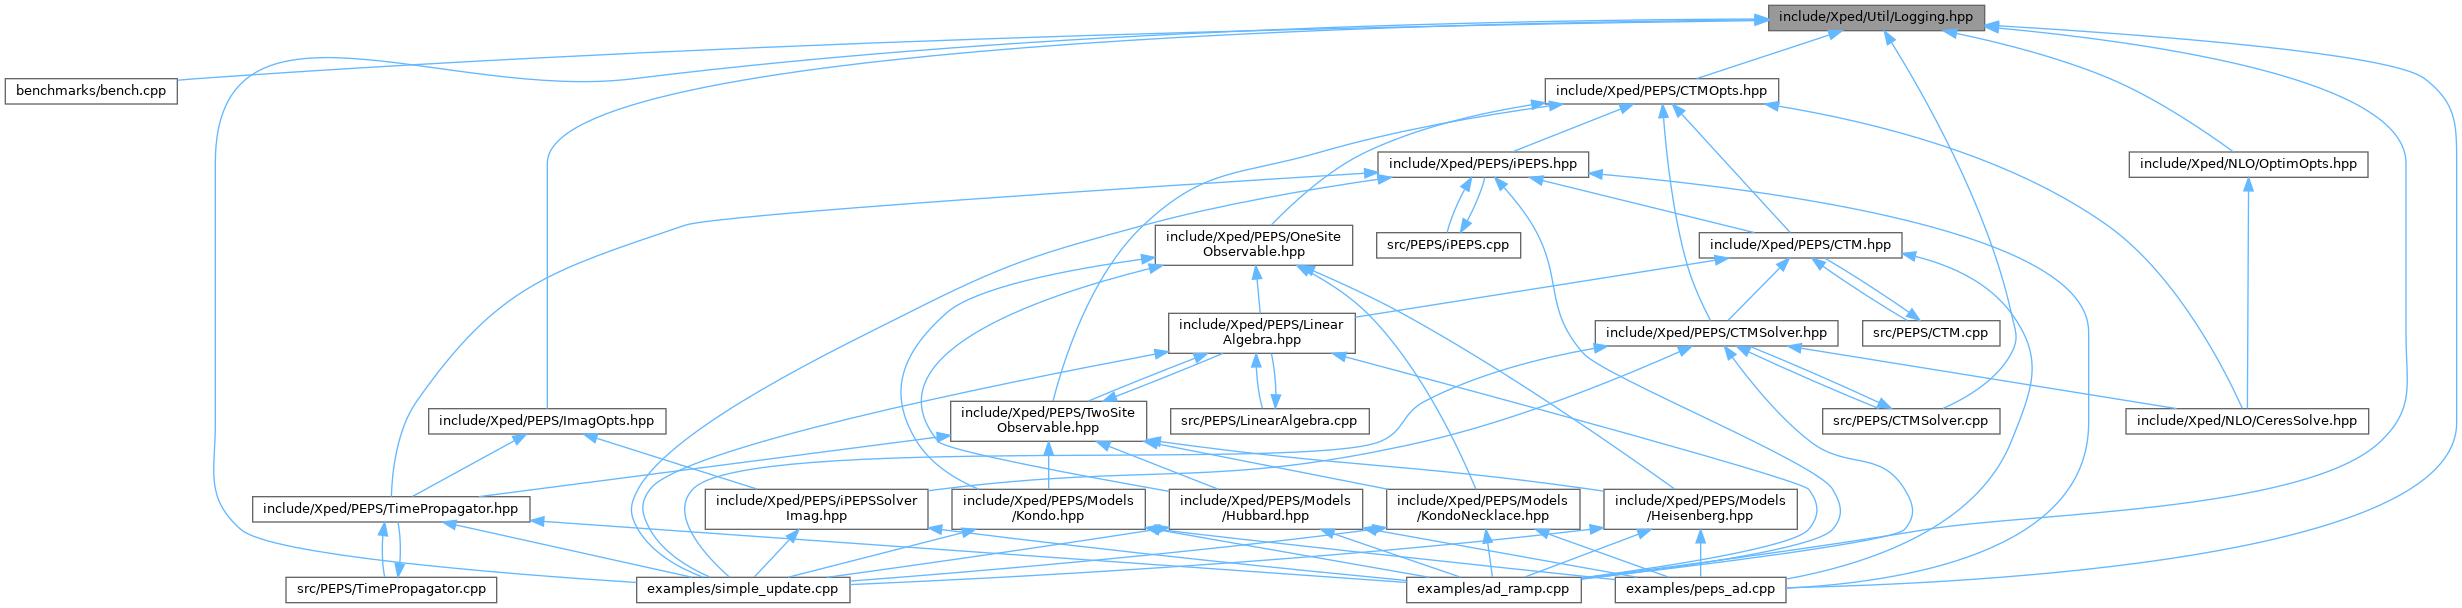 include/Xped/Util/Logging.hpp
benchmarks/bench.cpp
include/Xped/PEPS/CTMOpts.hpp
include/Xped/PEPS/iPEPS.hpp
include/Xped/NLO/OptimOpts.hpp
include/Xped/PEPS/OneSite
Observable.hpp
src/PEPS/iPEPS.cpp
include/Xped/PEPS/CTM.hpp
include/Xped/PEPS/Linear
Algebra.hpp
include/Xped/PEPS/CTMSolver.hpp
src/PEPS/CTM.cpp
include/Xped/PEPS/ImagOpts.hpp
include/Xped/PEPS/TwoSite
Observable.hpp
src/PEPS/LinearAlgebra.cpp
src/PEPS/CTMSolver.cpp
include/Xped/NLO/CeresSolve.hpp
include/Xped/PEPS/TimePropagator.hpp
include/Xped/PEPS/iPEPSSolver
Imag.hpp
include/Xped/PEPS/Models
/Kondo.hpp
include/Xped/PEPS/Models
/Hubbard.hpp
include/Xped/PEPS/Models
/KondoNecklace.hpp
include/Xped/PEPS/Models
/Heisenberg.hpp
src/PEPS/TimePropagator.cpp
examples/simple_update.cpp
examples/ad_ramp.cpp
examples/peps_ad.cpp